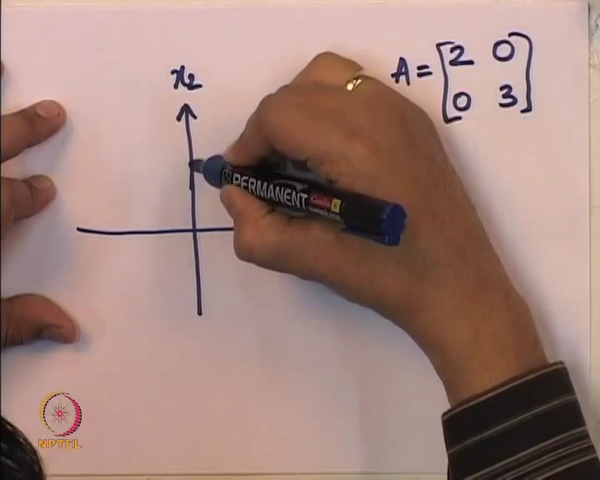 x₂
A = [2 0
0 3]
PERMANENT
NPTEL